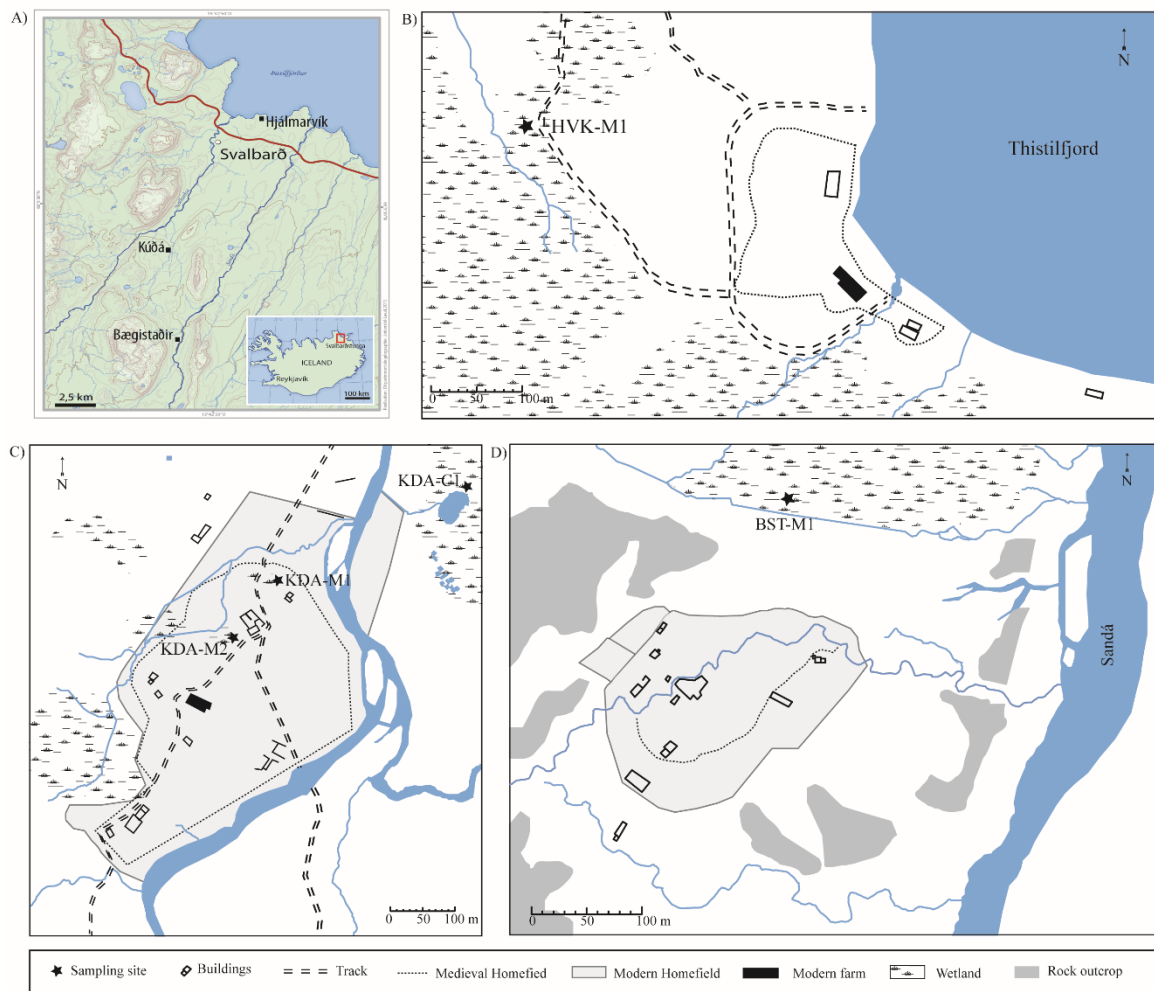 A)
Þistilfjörður
Hjálmarvík
Svalbarð
Kúðá
Bægistaðir
2,5 km
Svalbarðstunga
ICELAND
Reykjavík
100 km
B)
N
HVK-M1
Thistilfjord
0 50 100 m
C)
N
KDA-C1
KDA-M1
KDA-M2
0 50 100 m
D)
N
BST-M1
Sandá
0 50 100 m
Sampling site
Buildings
Track
Medieval Homefied
Modern Homefield
Modern farm
Wetland
Rock outcrop